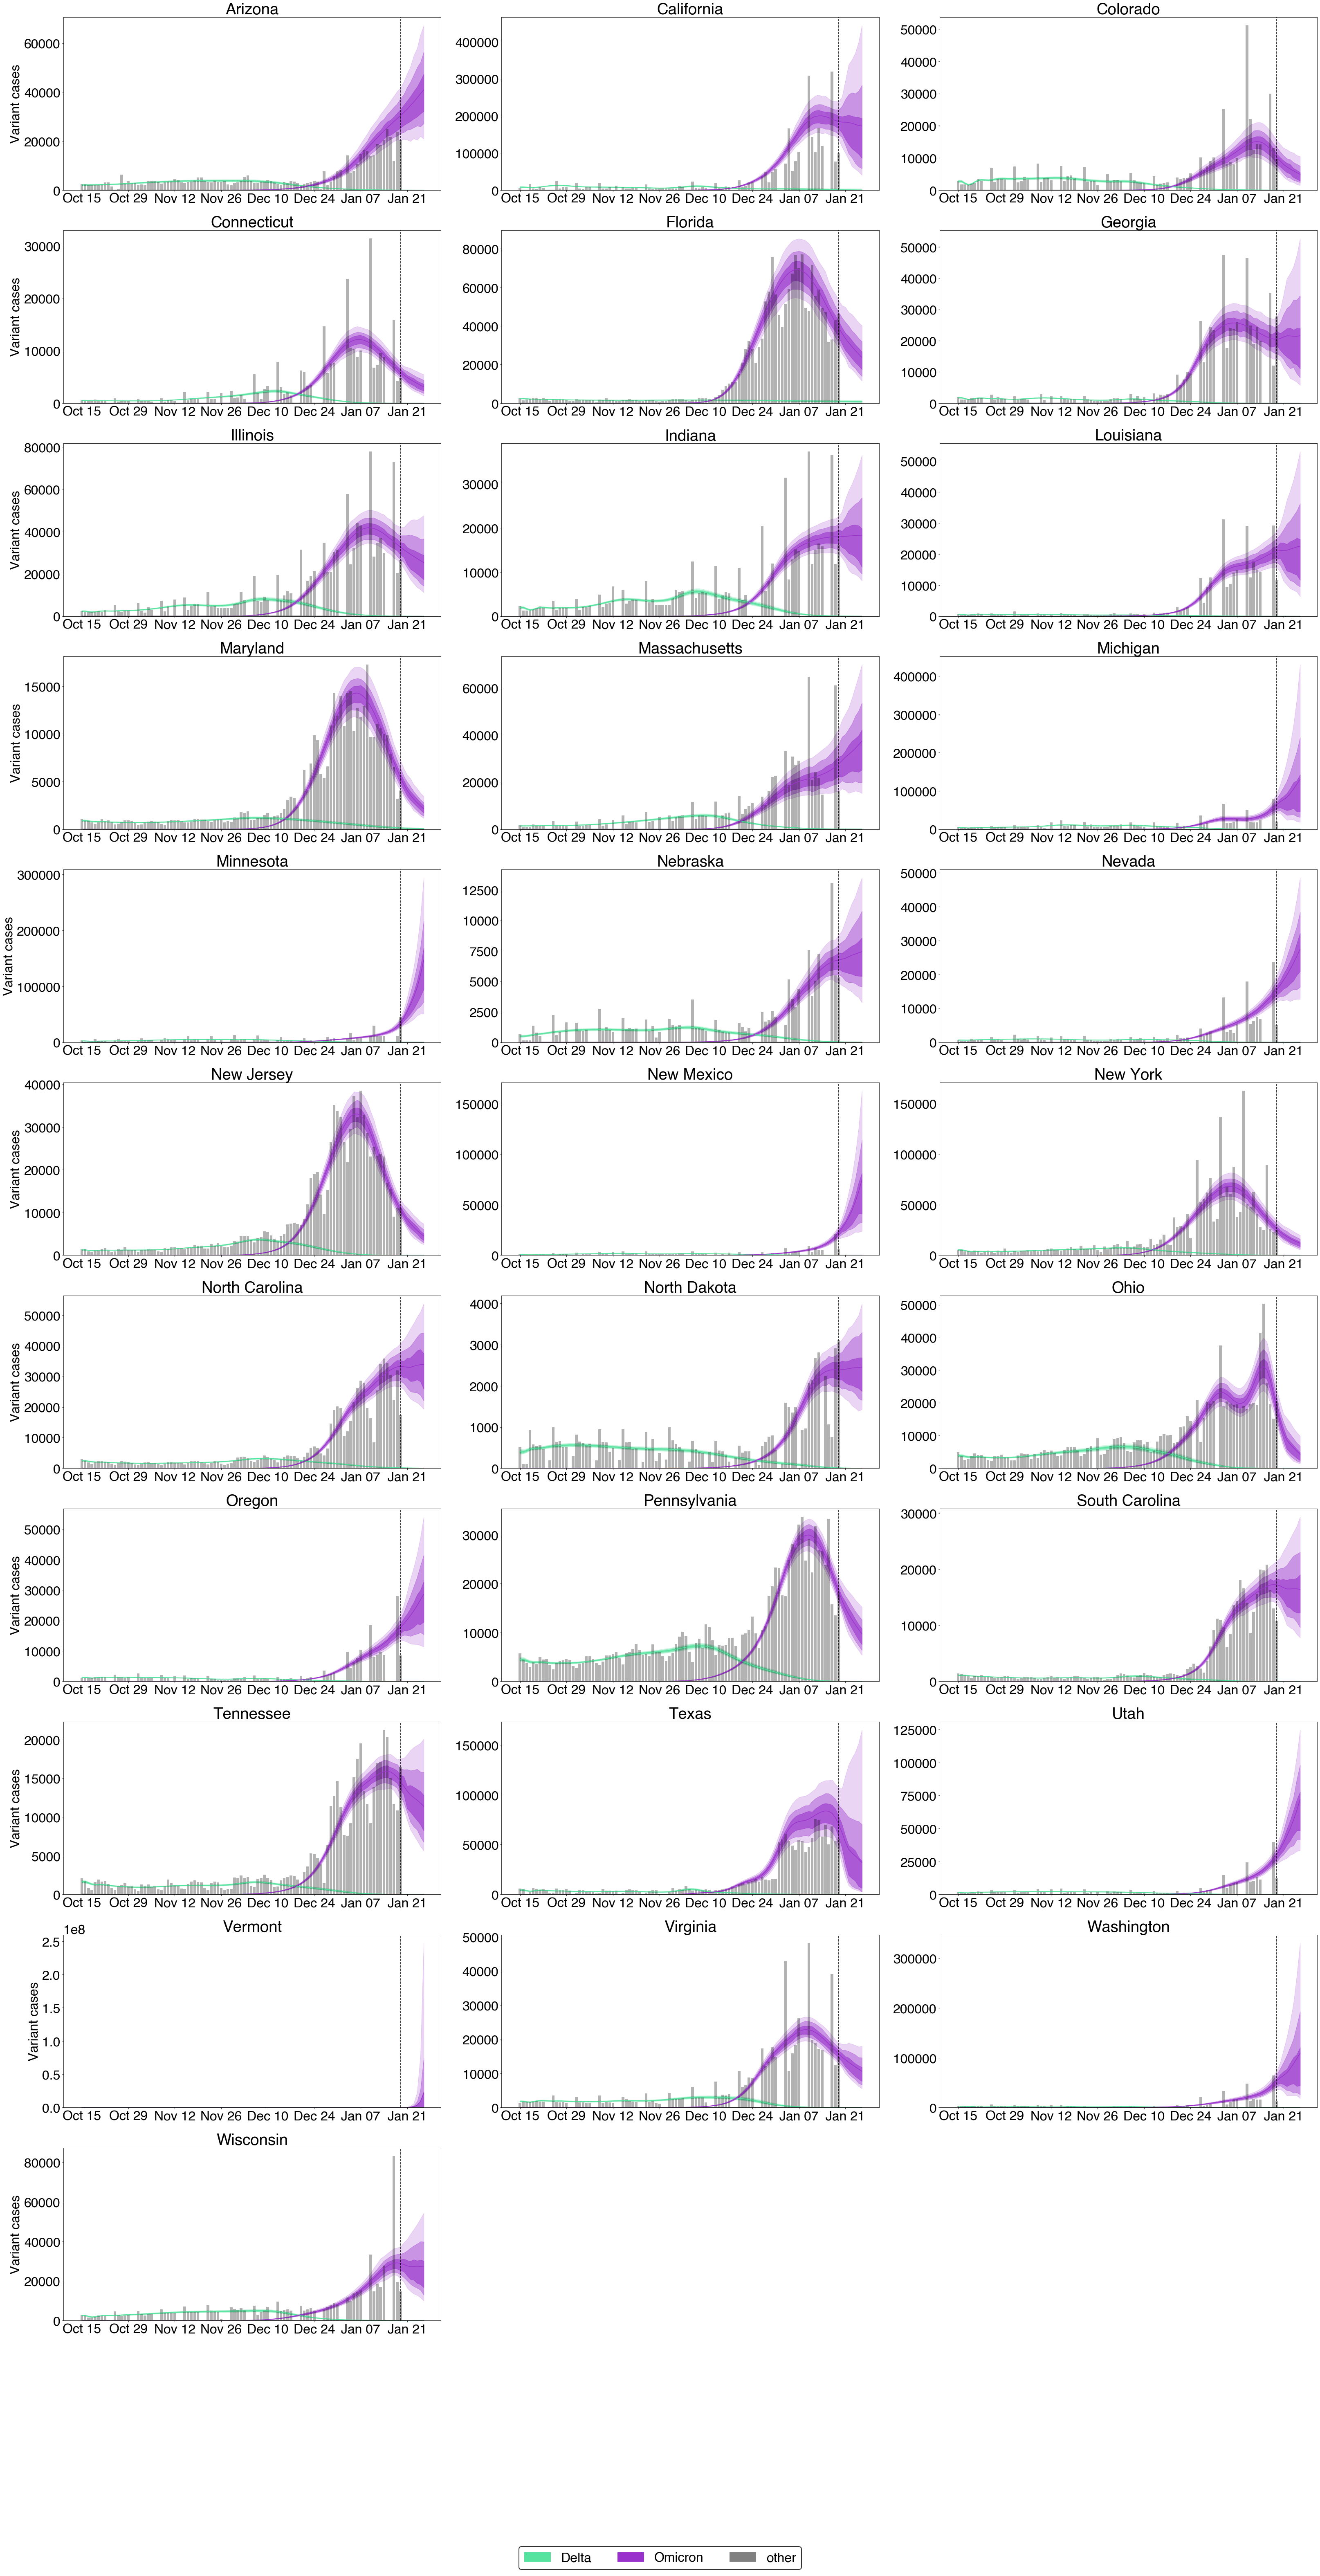 Arizona California Colorado
Variant cases
60000 40000 20000 0
400000 300000 200000 100000 0
50000 40000 30000 20000 10000 0
Oct 15 Oct 29 Nov 12 Nov 26 Dec 10 Dec 24 Jan 07 Jan 21 Oct 15 Oct 29 Nov 12 Nov 26 Dec 10 Dec 24 Jan 07 Jan 21 Oct 15 Oct 29 Nov 12 Nov 26 Dec 10 Dec 24 Jan 07 Jan 21
Connecticut Florida Georgia
Variant cases
30000 20000 10000 0
80000 60000 40000 20000 0
50000 40000 30000 20000 10000 0
Oct 15 Oct 29 Nov 12 Nov 26 Dec 10 Dec 24 Jan 07 Jan 21 Oct 15 Oct 29 Nov 12 Nov 26 Dec 10 Dec 24 Jan 07 Jan 21 Oct 15 Oct 29 Nov 12 Nov 26 Dec 10 Dec 24 Jan 07 Jan 21
Illinois Indiana Louisiana
Variant cases
80000 60000 40000 20000 0
30000 20000 10000 0
50000 40000 30000 20000 10000 0
Oct 15 Oct 29 Nov 12 Nov 26 Dec 10 Dec 24 Jan 07 Jan 21 Oct 15 Oct 29 Nov 12 Nov 26 Dec 10 Dec 24 Jan 07 Jan 21 Oct 15 Oct 29 Nov 12 Nov 26 Dec 10 Dec 24 Jan 07 Jan 21
Maryland Massachusetts Michigan
Variant cases
15000 10000 5000 0
60000 40000 20000 0
400000 300000 200000 100000 0
Oct 15 Oct 29 Nov 12 Nov 26 Dec 10 Dec 24 Jan 07 Jan 21 Oct 15 Oct 29 Nov 12 Nov 26 Dec 10 Dec 24 Jan 07 Jan 21 Oct 15 Oct 29 Nov 12 Nov 26 Dec 10 Dec 24 Jan 07 Jan 21
Minnesota Nebraska Nevada
Variant cases
300000 200000 100000 0
12500 10000 7500 5000 2500 0
50000 40000 30000 20000 10000 0
Oct 15 Oct 29 Nov 12 Nov 26 Dec 10 Dec 24 Jan 07 Jan 21 Oct 15 Oct 29 Nov 12 Nov 26 Dec 10 Dec 24 Jan 07 Jan 21 Oct 15 Oct 29 Nov 12 Nov 26 Dec 10 Dec 24 Jan 07 Jan 21
New Jersey New Mexico New York
Variant cases
40000 30000 20000 10000 0
150000 100000 50000 0
150000 100000 50000 0
Oct 15 Oct 29 Nov 12 Nov 26 Dec 10 Dec 24 Jan 07 Jan 21 Oct 15 Oct 29 Nov 12 Nov 26 Dec 10 Dec 24 Jan 07 Jan 21 Oct 15 Oct 29 Nov 12 Nov 26 Dec 10 Dec 24 Jan 07 Jan 21
North Carolina North Dakota Ohio
Variant cases
50000 40000 30000 20000 10000 0
4000 3000 2000 1000 0
50000 40000 30000 20000 10000 0
Oct 15 Oct 29 Nov 12 Nov 26 Dec 10 Dec 24 Jan 07 Jan 21 Oct 15 Oct 29 Nov 12 Nov 26 Dec 10 Dec 24 Jan 07 Jan 21 Oct 15 Oct 29 Nov 12 Nov 26 Dec 10 Dec 24 Jan 07 Jan 21
Oregon Pennsylvania South Carolina
Variant cases
50000 40000 30000 20000 10000 0
30000 20000 10000 0
30000 20000 10000 0
Oct 15 Oct 29 Nov 12 Nov 26 Dec 10 Dec 24 Jan 07 Jan 21 Oct 15 Oct 29 Nov 12 Nov 26 Dec 10 Dec 24 Jan 07 Jan 21 Oct 15 Oct 29 Nov 12 Nov 26 Dec 10 Dec 24 Jan 07 Jan 21
Tennessee Texas Utah
Variant cases
20000 15000 10000 5000 0
150000 100000 50000 0
125000 100000 75000 50000 25000 0
Oct 15 Oct 29 Nov 12 Nov 26 Dec 10 Dec 24 Jan 07 Jan 21 Oct 15 Oct 29 Nov 12 Nov 26 Dec 10 Dec 24 Jan 07 Jan 21 Oct 15 Oct 29 Nov 12 Nov 26 Dec 10 Dec 24 Jan 07 Jan 21
1e8 Vermont Virginia Washington
Variant cases
2.5 2.0 1.5 1.0 0.5 0.0
50000 40000 30000 20000 10000 0
300000 200000 100000 0
Oct 15 Oct 29 Nov 12 Nov 26 Dec 10 Dec 24 Jan 07 Jan 21 Oct 15 Oct 29 Nov 12 Nov 26 Dec 10 Dec 24 Jan 07 Jan 21 Oct 15 Oct 29 Nov 12 Nov 26 Dec 10 Dec 24 Jan 07 Jan 21
Wisconsin
Variant cases
80000 60000 40000 20000 0
Oct 15 Oct 29 Nov 12 Nov 26 Dec 10 Dec 24 Jan 07 Jan 21
Delta Omicron other